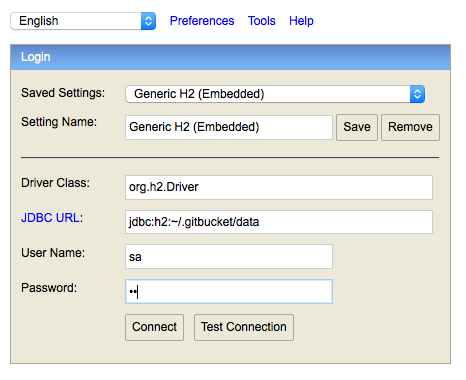 English Preferences Tools Help
Login
Saved Settings: Generic H2 (Embedded)
Setting Name: Generic H2 (Embedded) Save Remove
Driver Class: org.h2.Driver
JDBC URL: jdbc:h2:~/.gitbucket/data
User Name: sa
Password: ••
Connect Test Connection